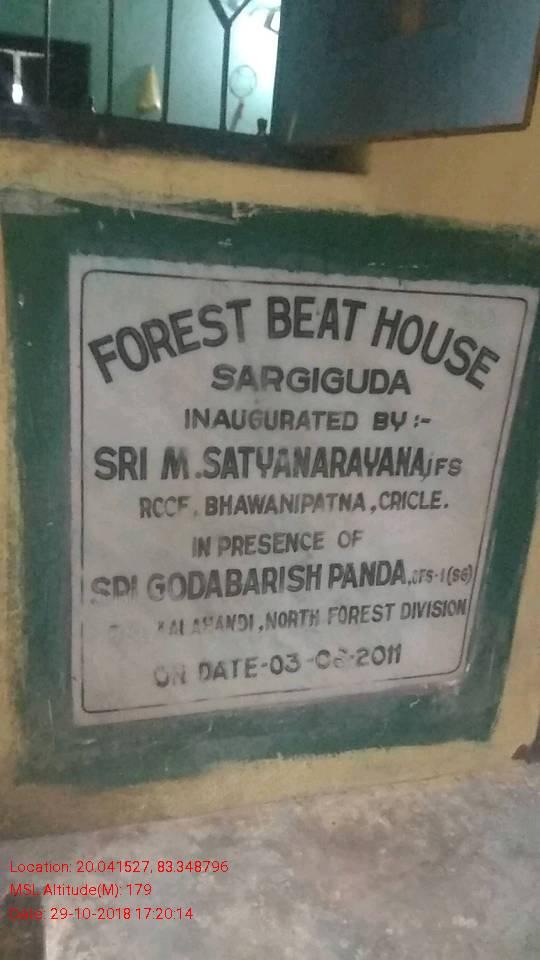 FOREST BEAT HOUSE
SARGIGUDA
INAUGURATED BY :-
SRI M.SATYANARAYANA,IFS
RCCF, BHAWANIPATNA, CRICLE.
IN PRESENCE OF
SRI GODABARISH PANDA,OFS-1(SG)
KALAHANDI, NORTH FOREST DIVISION
ON DATE-03-06-2011
Location: 20.041527, 83.348796
MSL Altitude(M): 179
Date: 29-10-2018 17:20:14